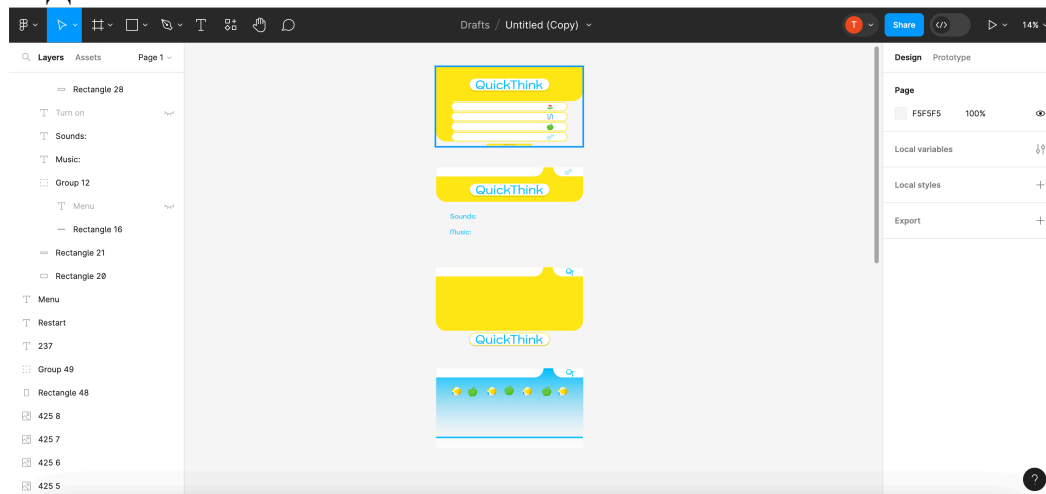 Drafts / Untitled (Copy)
T
Share
14%
Layers Assets Page 1
Design Prototype
Rectangle 28
Turn on
Sounds:
Music:
Group 12
Menu
Rectangle 16
Rectangle 21
Rectangle 20
Menu
Restart
237
Group 49
Rectangle 48
425 8
425 7
425 6
425 5
QuickThink
QuickThink
Sounds:
Music:
QT
QuickThink
QT
Page
F5F5F5 100%
Local variables
Local styles
Export
?